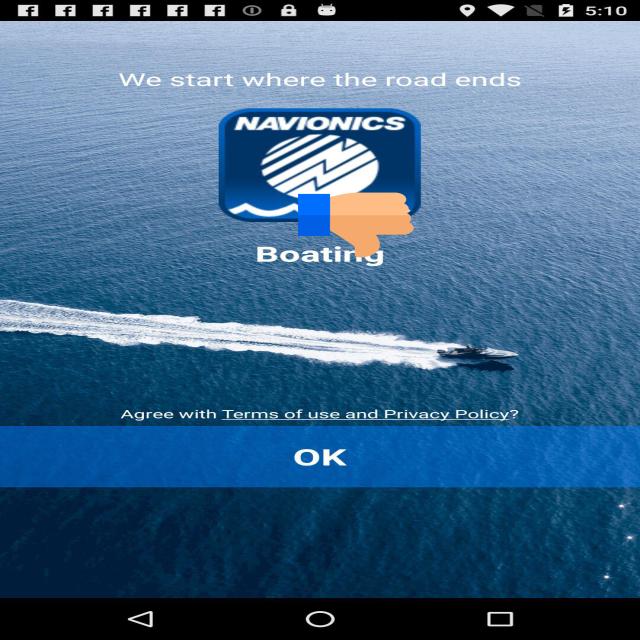 5:10
We start where the road ends
NAVIONICS
Boating
Agree with Terms of use and Privacy Policy?
OK